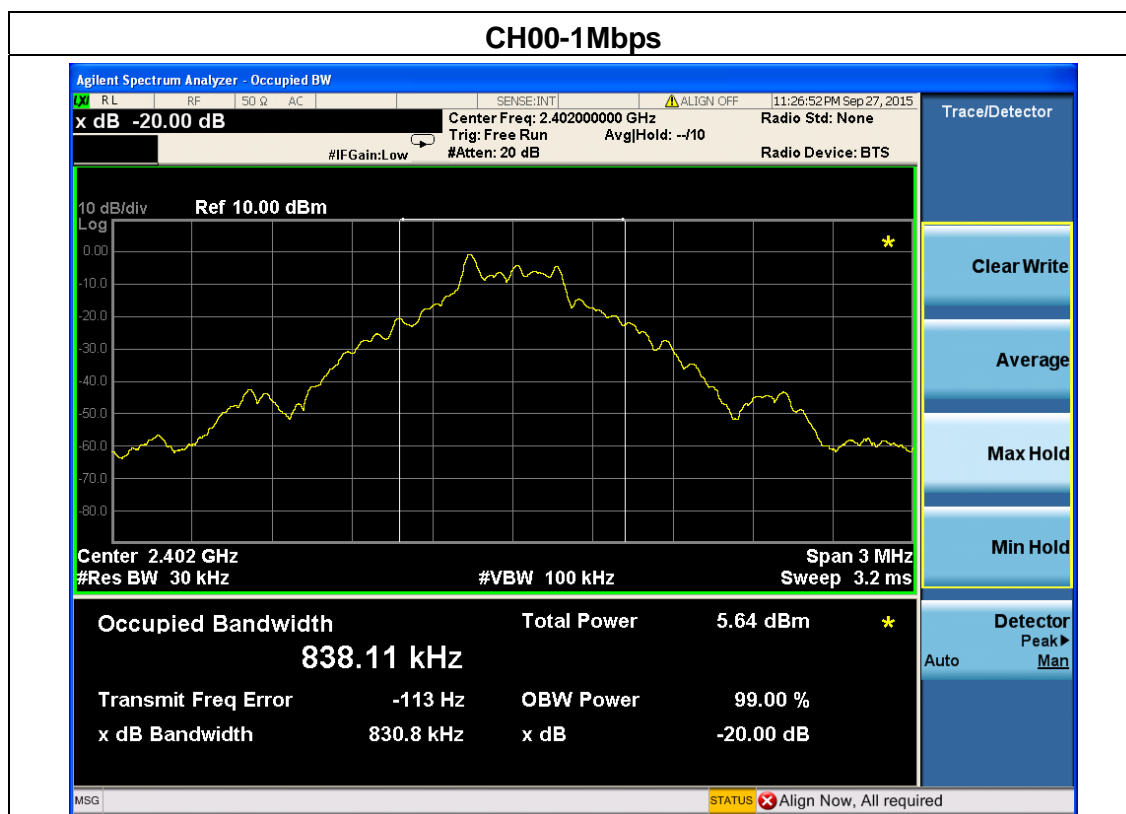 CH00-1Mbps
Agilent Spectrum Analyzer - Occupied BW
LXI RL RF 50 Ω AC SENSE:INT ALIGN OFF 11:26:52 PM Sep 27, 2015
x dB -20.00 dB
Center Freq: 2.402000000 GHz Radio Std: None
Trig: Free Run Avg|Hold: --/10
#IFGain:Low #Atten: 20 dB Radio Device: BTS
10 dB/div Ref 10.00 dBm
Log
0.00
-10.0
-20.0
-30.0
-40.0
-50.0
-60.0
-70.0
-80.0
*
Center 2.402 GHz Span 3 MHz
#Res BW 30 kHz #VBW 100 kHz Sweep 3.2 ms
Occupied Bandwidth Total Power 5.64 dBm *
838.11 kHz
Transmit Freq Error -113 Hz OBW Power 99.00 %
x dB Bandwidth 830.8 kHz x dB -20.00 dB
MSG STATUS Align Now, All required
Trace/Detector
Clear Write
Average
Max Hold
Min Hold
Detector
Peak▶
Auto Man